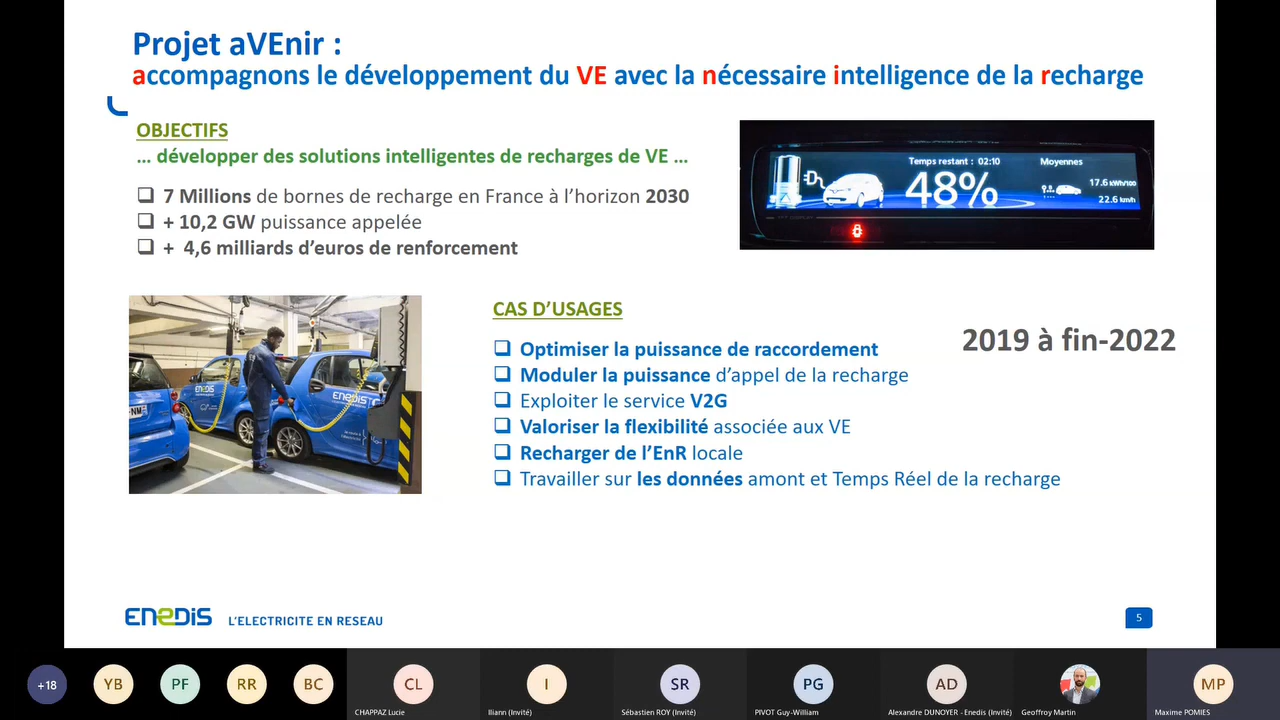 Projet aVEnir :
accompagnons le développement du VE avec la nécessaire intelligence de la recharge
OBJECTIFS
... développer des solutions intelligentes de recharges de VE ...
❑ 7 Millions de bornes de recharge en France à l’horizon 2030
❑ + 10,2 GW puissance appelée
❑ + 4,6 milliards d’euros de renforcement
Temps restant : 02:10
Moyennes
48%
17.6 kWh/100
22.6 km/h
enedis
ENEDIS
CAS D’USAGES
2019 à fin-2022
❑ Optimiser la puissance de raccordement
❑ Moduler la puissance d’appel de la recharge
❑ Exploiter le service V2G
❑ Valoriser la flexibilité associée aux VE
❑ Recharger de l’EnR locale
❑ Travailler sur les données amont et Temps Réel de la recharge
ENEDIS
L’ELECTRICITE EN RESEAU
5
+18
YB
PF
RR
BC
CL
I
SR
PG
AD
MP
CHAPPAZ Lucie
Iliann (Invité)
Sébastien ROY (Invité)
PIVOT Guy-William
Alexandre DUNOYER - Enedis (Invité)
Geoffroy Martin
Maxime POMIES